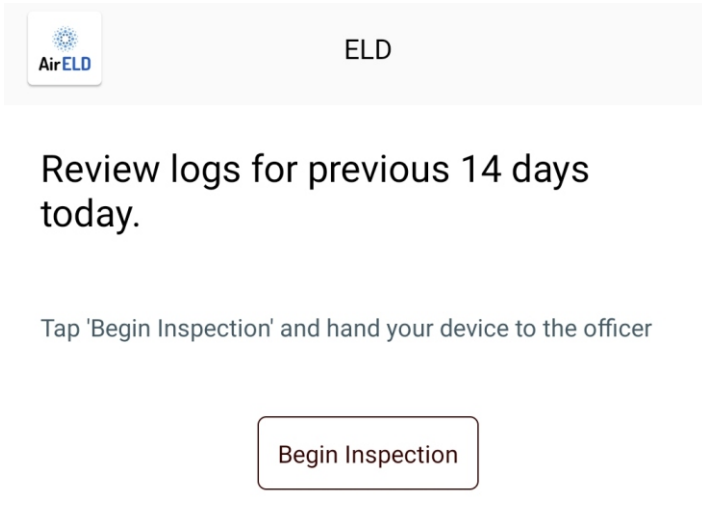 AirELD
ELD
Review logs for previous 14 days
today.
Tap 'Begin Inspection' and hand your device to the officer
Begin Inspection